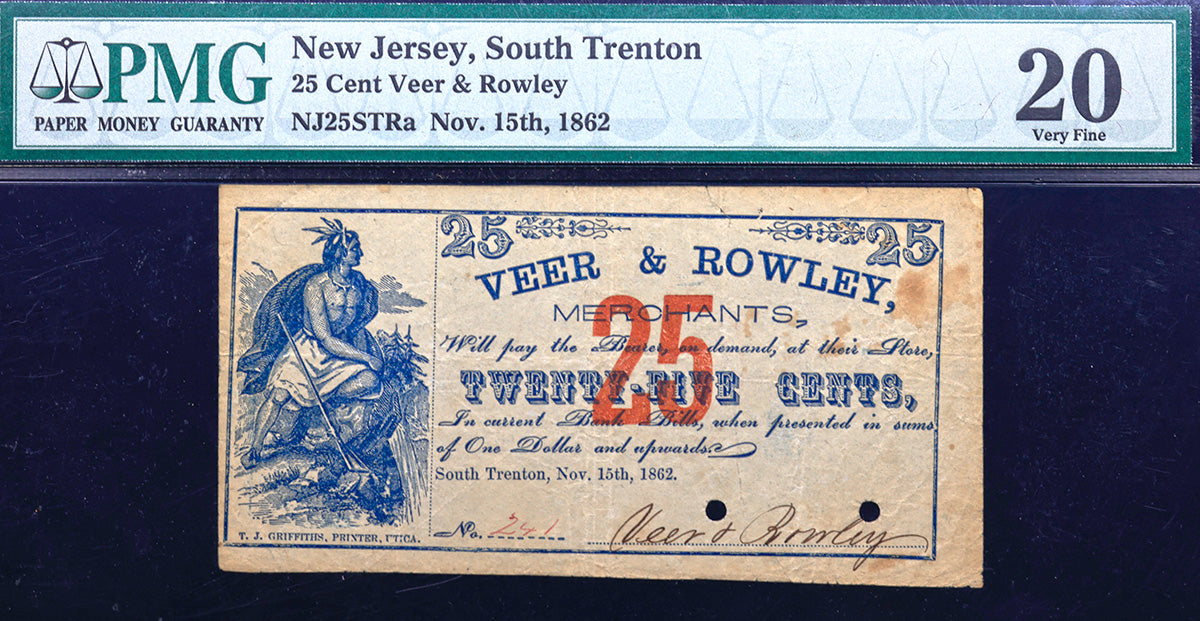 PMG
PAPER MONEY GUARANTY
New Jersey, South Trenton
25 Cent Veer & Rowley
NJ25STRa Nov. 15th, 1862
20
Very Fine
25 25
VEER & ROWLEY,
MERCHANTS,
25
Will pay the Bearer, on demand, at their Store,
TWENTY-FIVE CENTS,
In current Bank Bills, when presented in sums
of One Dollar and upwards.
South Trenton, Nov. 15th, 1862.
No. 241 Veer & Rowley
T. J. GRIFFITHS, PRINTER, UTICA.